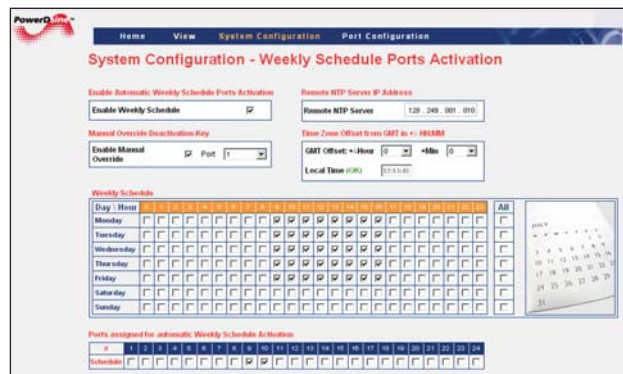 PowerDsine
Home View System Configuration Port Configuration
System Configuration - Weekly Schedule Ports Activation
Enable Automatic Weekly Schedule Ports Activation
Remote NTP Server IP Address
Enable Weekly Schedule
Remote NTP Server 128 . 249 . 001 . 010
Manual Override Deactivation Key
Time Zone Offset from GMT in +/- HH:MM
Enable Manual Override Port 1
GMT Offset: +-Hour 0 +Min 0
Local Time (OK)
Weekly Schedule
Day \ Hour 0 1 2 3 4 5 6 7 8 9 10 11 12 13 14 15 16 17 18 19 20 21 22 23 All
Monday
Tuesday
Wednesday
Thursday
Friday
Saturday
Sunday
JULY
Ports assigned for automatic Weekly Schedule Activation
# 1 2 3 4 5 6 7 8 9 10 11 12 13 14 15 16 17 18 19 20 21 22 23 24
Schedule